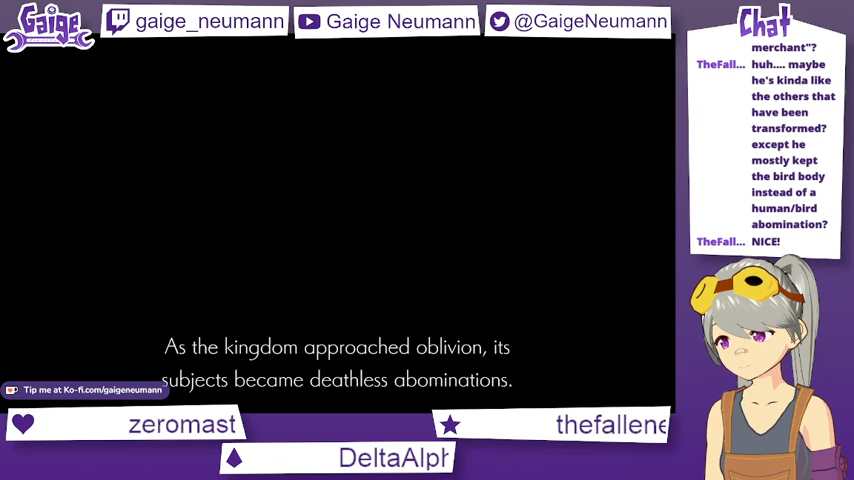 Gaige
gaige_neumann
Gaige Neumann
@GaigeNeumann
Chat
merchant"?
TheFall... huh.... maybe
he's kinda like
the others that
have been
transformed?
except he
mostly kept
the bird body
instead of a
human/bird
abomination?
TheFall... NICE!
As the kingdom approached oblivion, its
subjects became deathless abominations.
Tip me at Ko-fi.com/gaigeneumann
zeromast
thefallene
DeltaAlph